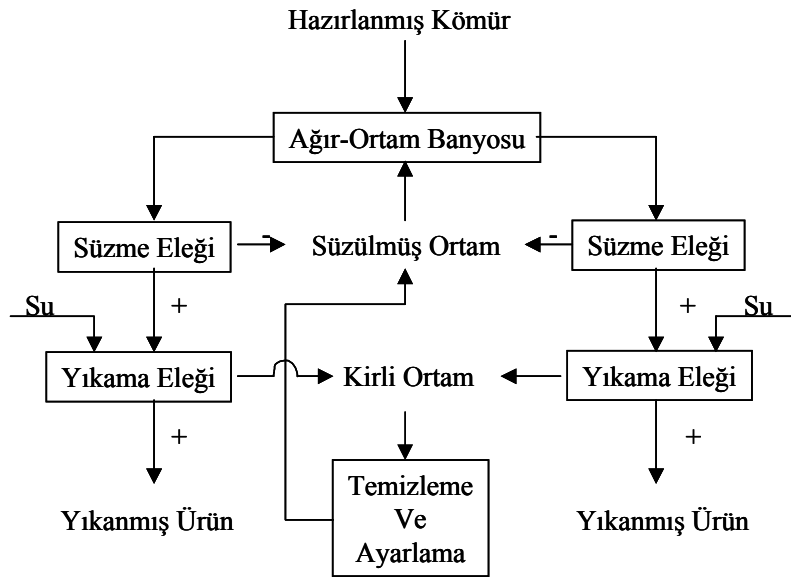 Hazırlanmış Kömür
Ağır-Ortam Banyosu
Süzme Eleği
-
Süzülmüş Ortam
-
Süzme Eleği
+
+
Su
Su
Yıkama Eleği
Kirli Ortam
Yıkama Eleği
+
+
Yıkanmış Ürün
Temizleme
Ve
Ayarlama
Yıkanmış Ürün